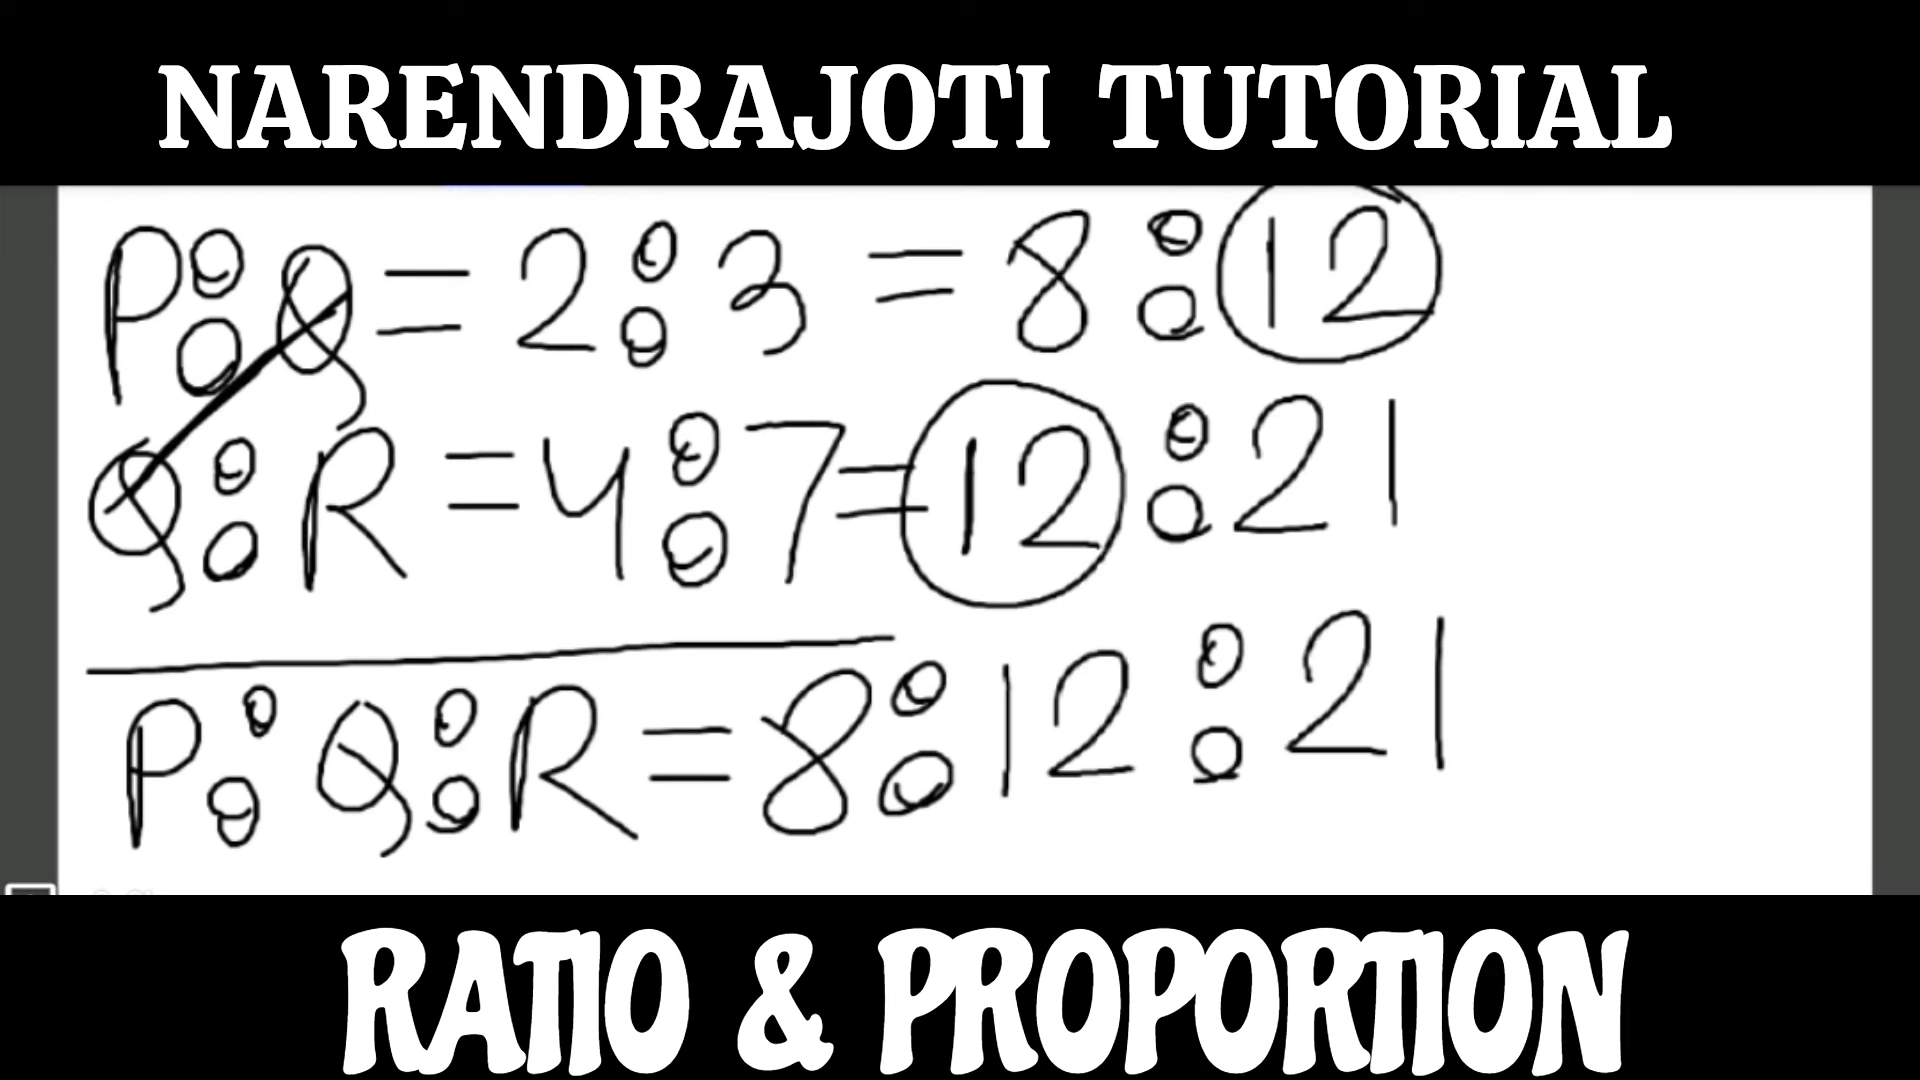 NARENDRAJOTI TUTORIAL
P:Q=2:3=8:12
Q:R=4:7=12:21
P:Q:R=8:12:21
RATIO & PROPORTION